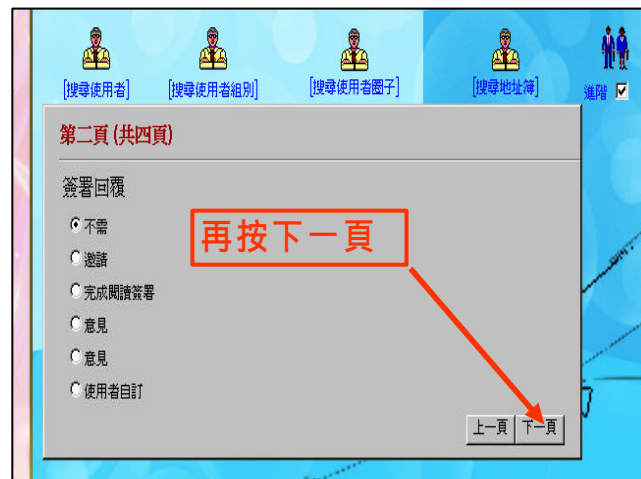 [搜尋使用者] [搜尋使用者組別] [搜尋使用者圈子] [搜尋地址簿] 進階
第二頁 (共四頁)
簽署回覆
不需
再按下一頁
邀請
完成閱讀簽署
意見
意見
使用者自訂
上一頁 下一頁